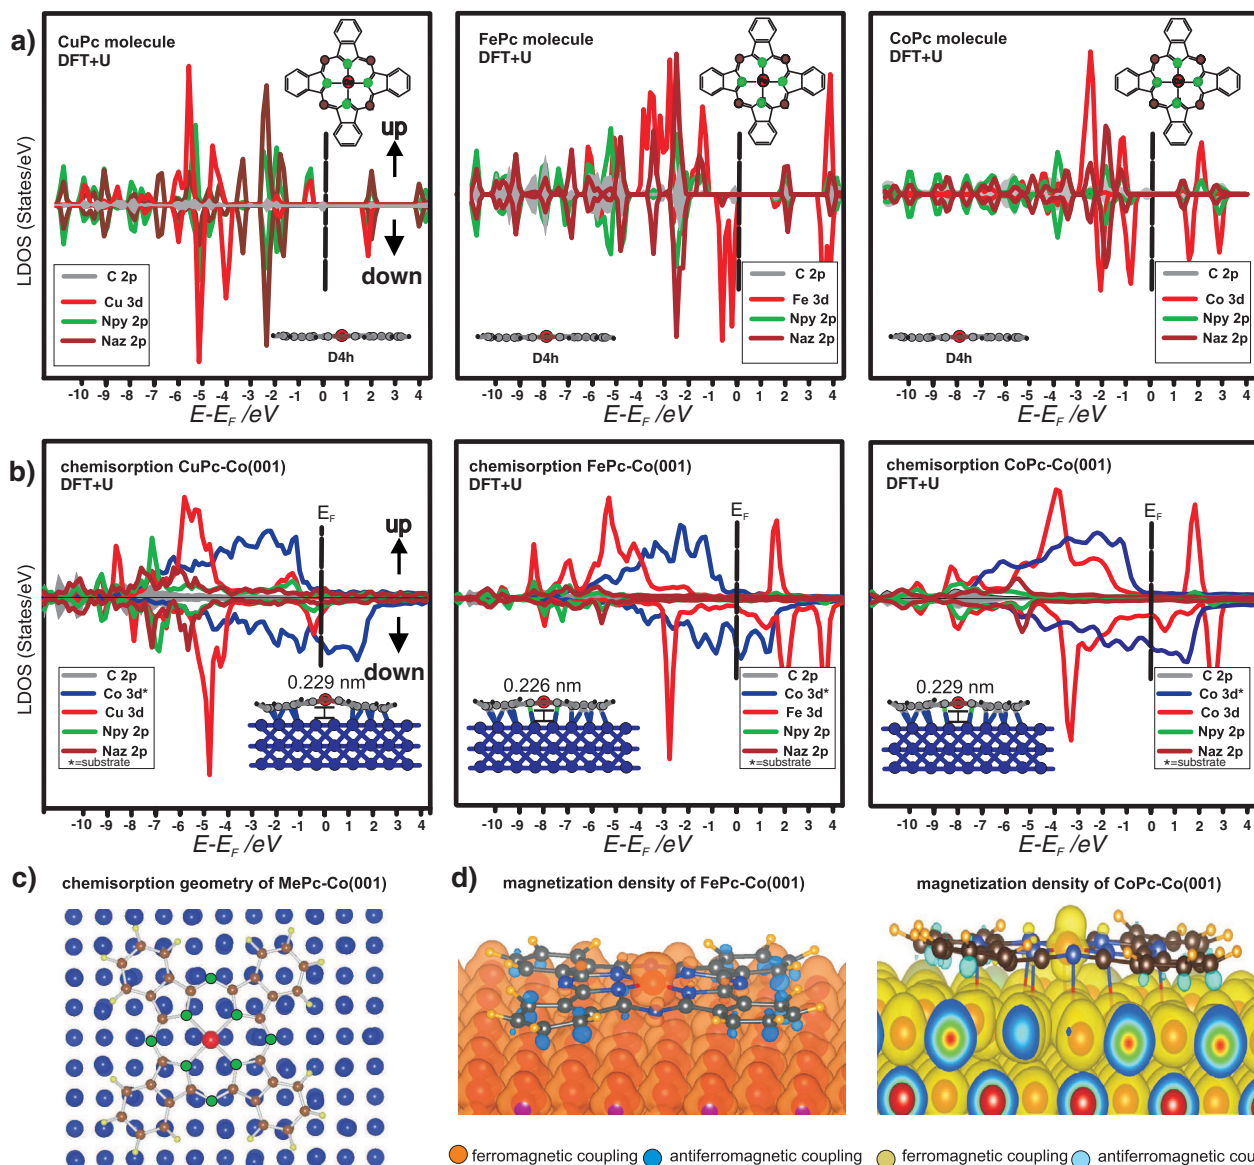 a)
CuPc molecule
DFT+U
up
down
LDOS (States/eV)
C 2p
Cu 3d
Npy 2p
Naz 2p
D4h
-10 -9 -8 -7 -6 -5 -4 -3 -2 -1 0 1 2 3 4
E-EF /eV
FePc molecule
DFT+U
C 2p
Fe 3d
Npy 2p
Naz 2p
D4h
-10 -9 -8 -7 -6 -5 -4 -3 -2 -1 0 1 2 3 4
E-EF /eV
CoPc molecule
DFT+U
C 2p
Co 3d
Npy 2p
Naz 2p
D4h
-10 -9 -8 -7 -6 -5 -4 -3 -2 -1 0 1 2 3 4
E-EF /eV
b)
chemisorption CuPc-Co(001)
DFT+U
EF
up
down
LDOS (States/eV)
C 2p
Co 3d*
Cu 3d
Npy 2p
Naz 2p
*=substrate
0.229 nm
-10 -9 -8 -7 -6 -5 -4 -3 -2 -1 0 1 2 3 4
E-EF /eV
chemisorption FePc-Co(001)
DFT+U
EF
0.226 nm
C 2p
Co 3d*
Fe 3d
Npy 2p
Naz 2p
*=substrate
-10 -9 -8 -7 -6 -5 -4 -3 -2 -1 0 1 2 3 4
E-EF /eV
chemisorption CoPc-Co(001)
DFT+U
EF
0.229 nm
C 2p
Co 3d*
Co 3d
Npy 2p
Naz 2p
*=substrate
-10 -9 -8 -7 -6 -5 -4 -3 -2 -1 0 1 2 3 4
E-EF /eV
c)
chemisorption geometry of MePc-Co(001)
d)
magnetization density of FePc-Co(001)
magnetization density of CoPc-Co(001)
ferromagnetic coupling
antiferromagnetic coupling
ferromagnetic coupling
antiferromagnetic cou